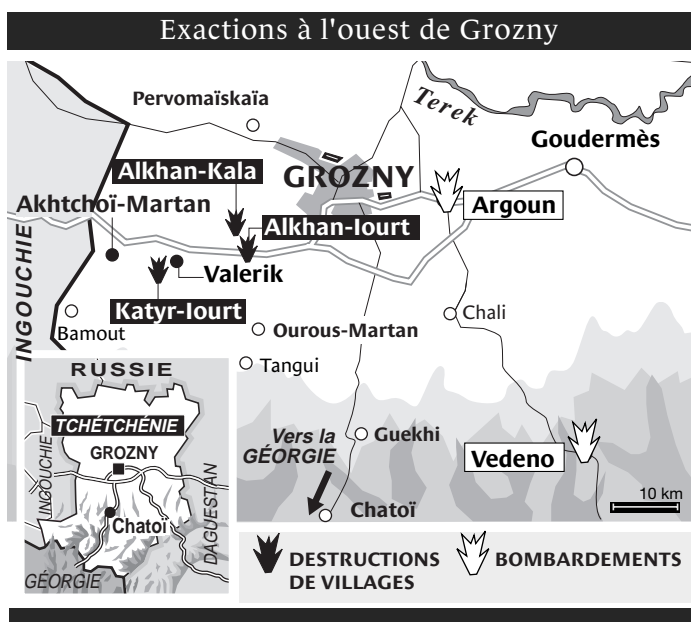 Exactions à l'ouest de Grozny
Pervomaïskaïa
Terek
Goudermès
Alkhan-Kala
GROZNY
Akhtchoï-Martan
Argoun
Alkhan-Iourt
INGOUCHIE
Valerik
Katyr-Iourt
Bamout
Ourous-Martan
Chali
Tangui
Vers la
GÉORGIE
Guekhi
Vedeno
Chatoï
10 km
RUSSIE
TCHÉTCHÉNIE
GROZNY
INGOUCHIE
Chatoï
DAGUESTAN
GÉORGIE
DESTRUCTIONS
DE VILLAGES
BOMBARDEMENTS